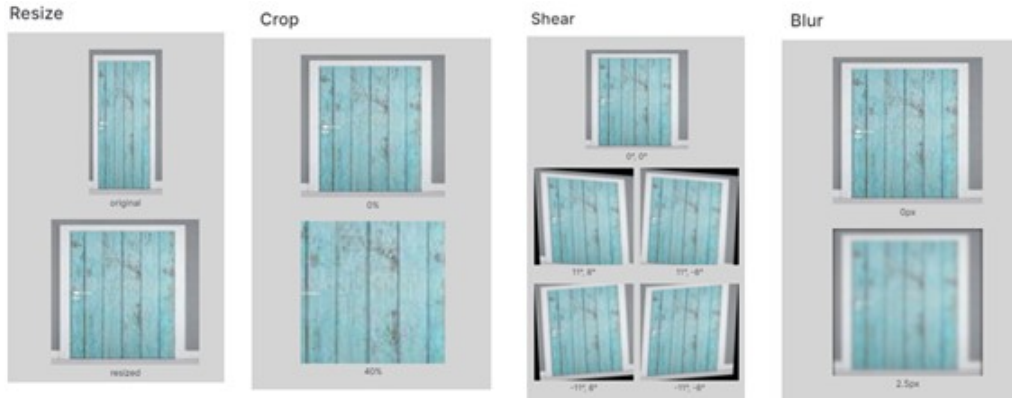 Resize
original
resized
Crop
0%
40%
Shear
0°, 0°
11°, 6°
11°, -6°
-11°, 6°
-11°, -6°
Blur
0px
2.5px